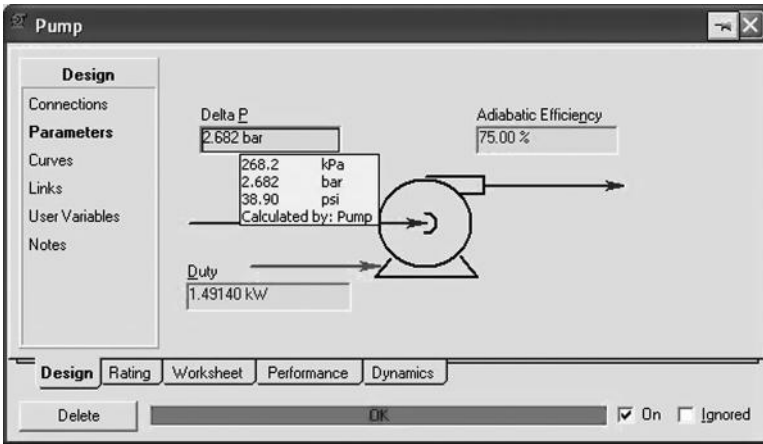 Pump
Design
Connections
Parameters
Curves
Links
User Variables
Notes
Delta P
2.682 bar
268.2 kPa
2.682 bar
38.90 psi
Calculated by: Pump
Adiabatic Efficiency
75.00 %
Duty
1.49140 kW
Design Rating Worksheet Performance Dynamics
Delete OK On Ignored